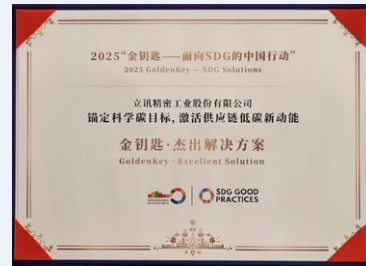 2025“金钥匙——面向SDG的中国行动”
2025 GoldenKey — SDG Solutions
立讯精密工业股份有限公司
锚定科学碳目标，激活供应链低碳新动能
金钥匙·杰出解决方案
GoldenKey · Excellent Solution
SDG GOOD
PRACTICES